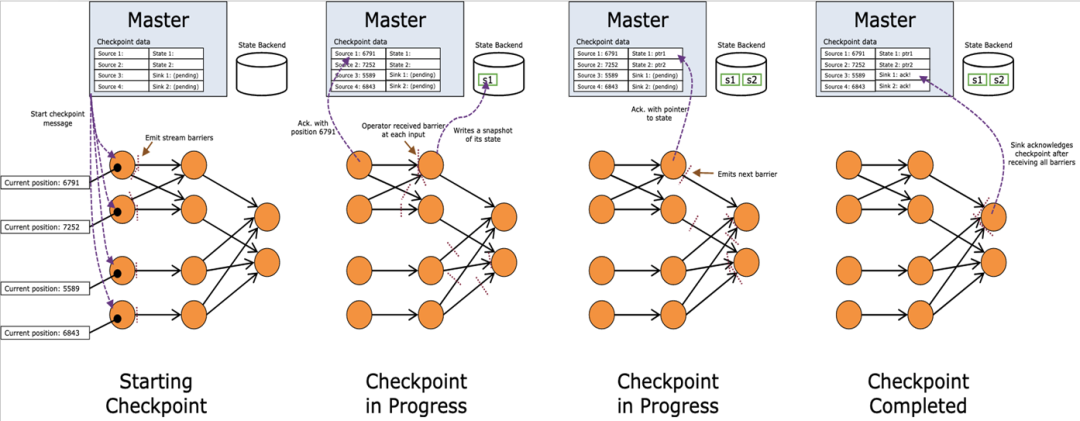 Master
Checkpoint data
Source 1:
State 1:
Source 2:
State 2:
Source 3:
Sink 1: (pending)
Source 4:
Sink 2: (pending)
State Backend
Start checkpoint
message
Emit stream barriers
Current position: 6791
Current position: 7252
Current position: 5589
Current position: 6843
Starting
Checkpoint
Master
Checkpoint data
Source 1: 6791
State 1:
Source 2: 7252
State 2:
Source 3: 5589
Sink 1: (pending)
Source 4: 6843
Sink 2: (pending)
State Backend
s1
Ack. with
position 6791
Operator received barrier
at each input
Writes a snapshot
of its state
Checkpoint
in Progress
Master
Checkpoint data
Source 1: 6791
State 1: ptr1
Source 2: 7252
State 2: ptr2
Source 3: 5589
Sink 1: (pending)
Source 4: 6843
Sink 2: (pending)
State Backend
s1 s2
Ack. with pointer
to state
Emits next barrier
Checkpoint
in Progress
Master
Checkpoint data
Source 1: 6791
State 1: ptr1
Source 2: 7252
State 2: ptr2
Source 3: 5589
Sink 1: ack!
Source 4: 6843
Sink 2: ack!
State Backend
s1 s2
Sink acknowledges
checkpoint after
receiving all barriers
Checkpoint
Completed